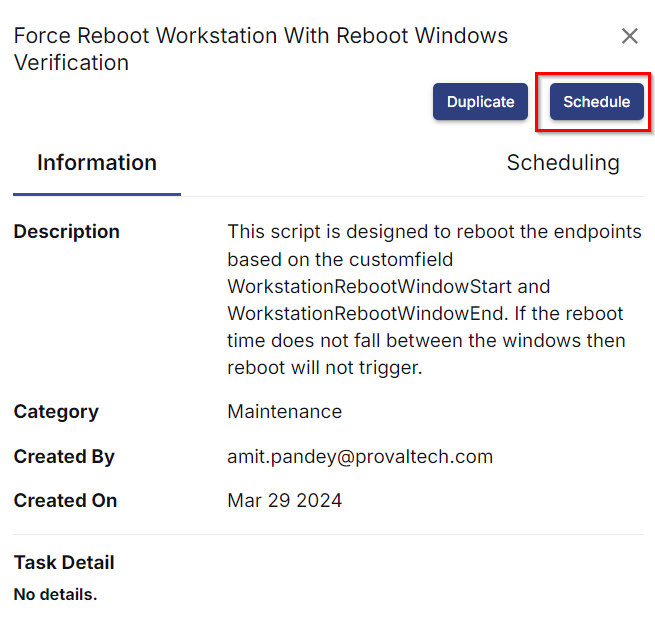 Force Reboot Workstation With Reboot Windows
Verification
Duplicate
Schedule
Information
Scheduling
Description
This script is designed to reboot the endpoints
based on the customfield
WorkstationRebootWindowStart and
WorkstationRebootWindowEnd. If the reboot
time does not fall between the windows then
reboot will not trigger.
Category
Maintenance
Created By
amit.pandey@provaltech.com
Created On
Mar 29 2024
Task Detail
No details.